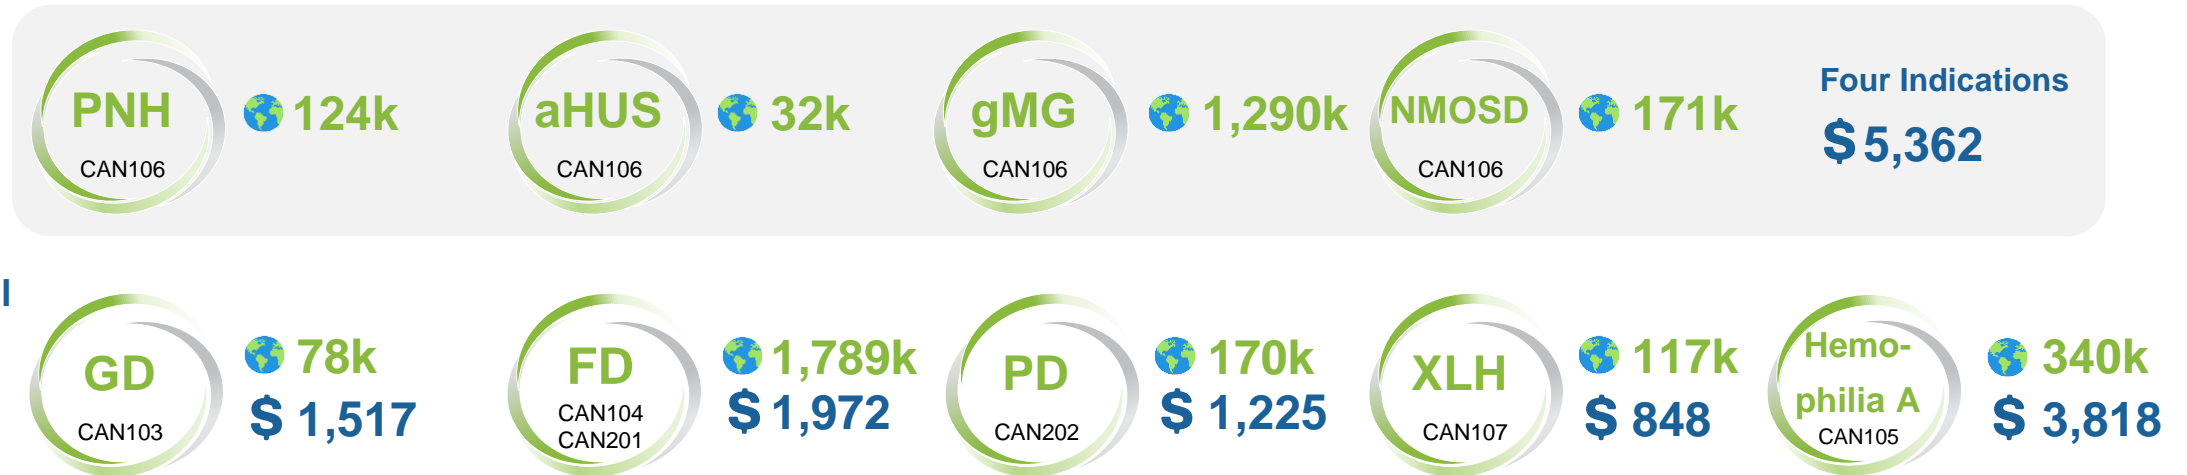 PNH
CAN106
124k
aHUS
CAN106
32k
gMG
CAN106
1,290k
NMOSD
CAN106
171k
Four Indications
$ 5,362
l
GD
CAN103
78k
$ 1,517
FD
CAN104
CAN201
1,789k
$ 1,972
PD
CAN202
170k
$ 1,225
XLH
CAN107
117k
$ 848
Hemo-
philia A
CAN105
340k
$ 3,818